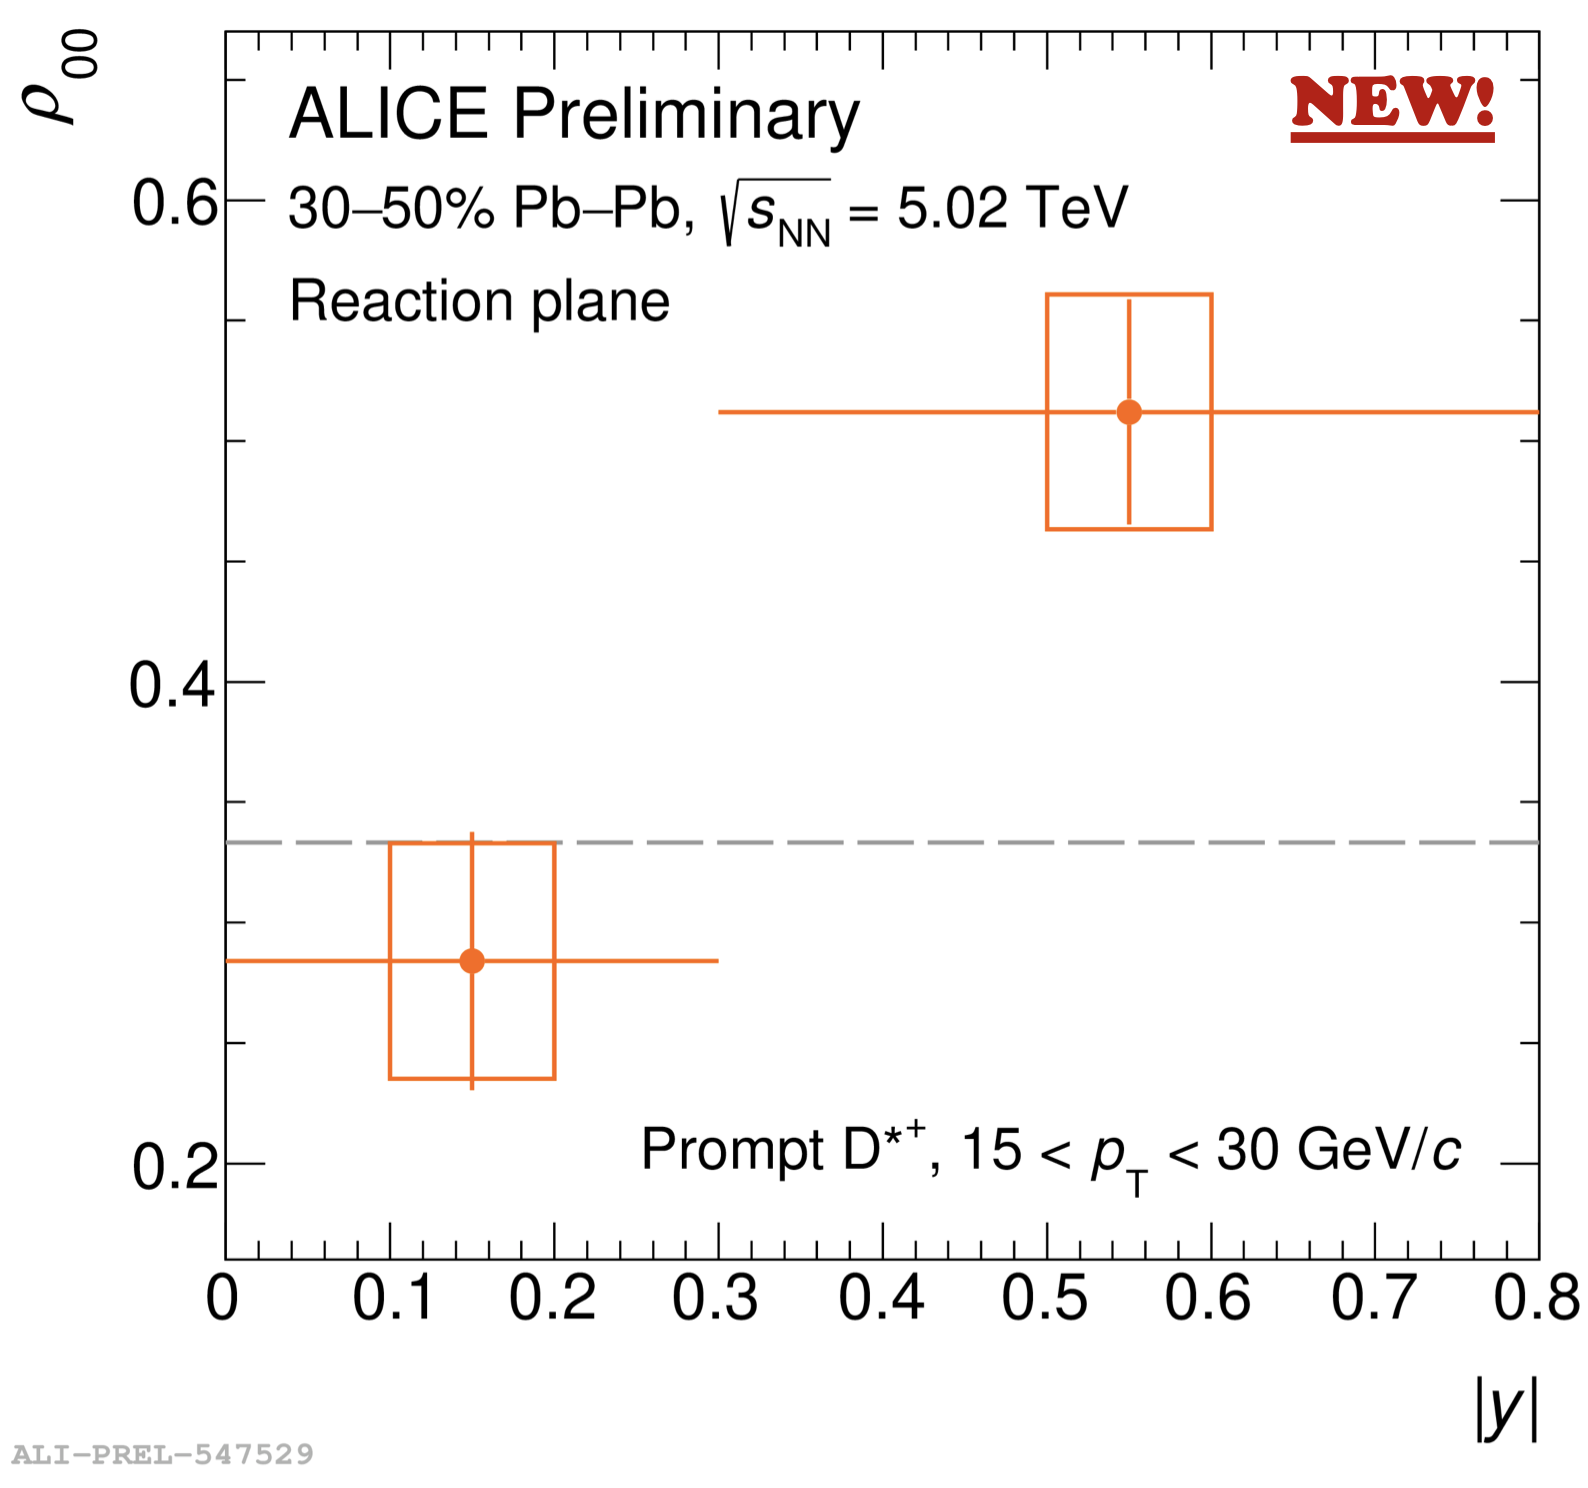 ρ00
ALICE Preliminary
NEW!
30–50% Pb–Pb, √sNN = 5.02 TeV
Reaction plane
0.6
0.4
0.2
Prompt D*+, 15 < pT < 30 GeV/c
0 0.1 0.2 0.3 0.4 0.5 0.6 0.7 0.8
|y|
ALI–PREL–547529